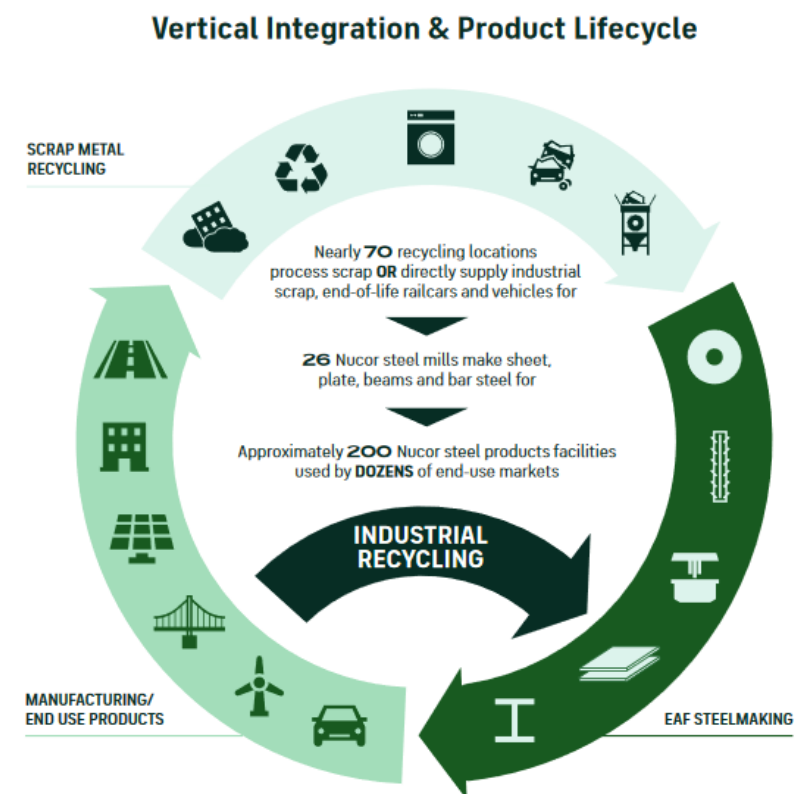 Vertical Integration & Product Lifecycle
SCRAP METAL
RECYCLING
Nearly 70 recycling locations
process scrap OR directly supply industrial
scrap, end-of-life railcars and vehicles for
26 Nucor steel mills make sheet,
plate, beams and bar steel for
Approximately 200 Nucor steel products facilities
used by DOZENS of end-use markets
INDUSTRIAL
RECYCLING
MANUFACTURING/
END USE PRODUCTS
EAF STEELMAKING